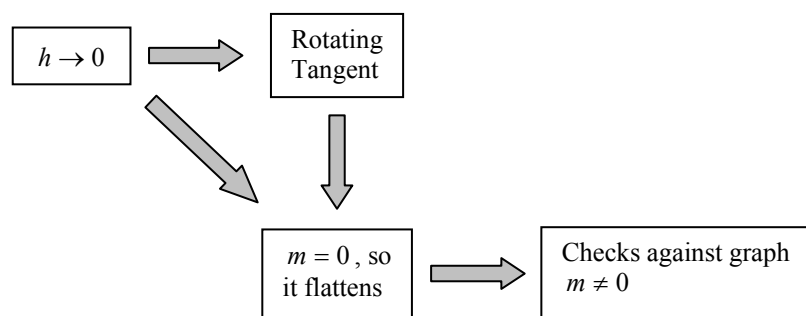 h → 0
Rotating
Tangent
m = 0 , so
it flattens
Checks against graph
m ≠ 0